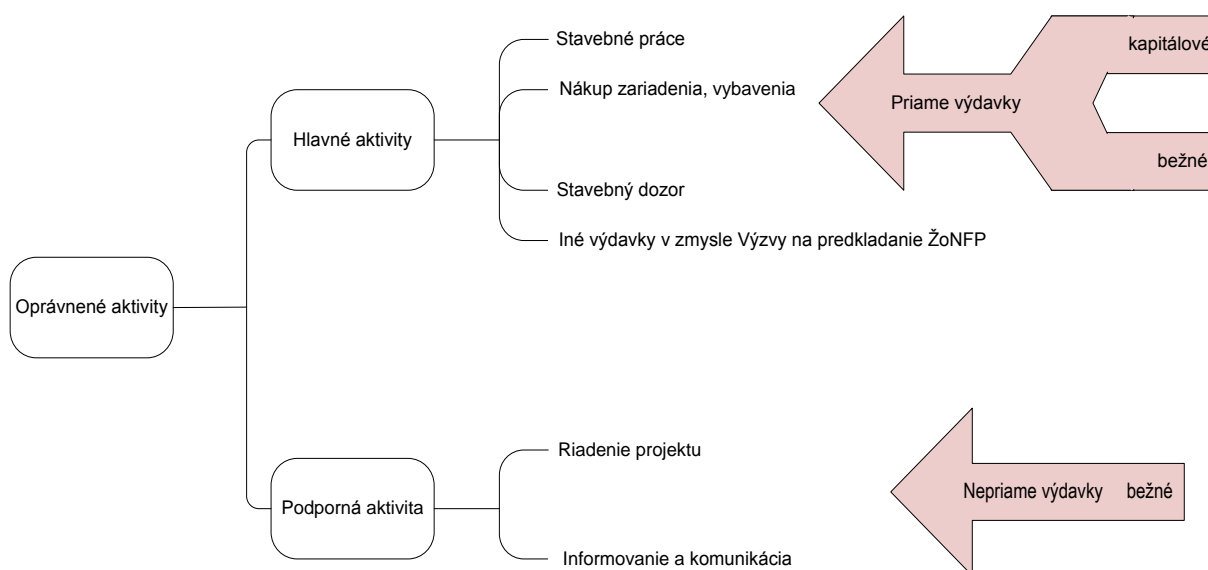 Stavebné práce
kapitálové
Nákup zariadenia, vybavenia
Priame výdavky
Hlavné aktivity
bežné
Stavebný dozor
Iné výdavky v zmysle Výzvy na predkladanie ŽoNFP
Oprávnené aktivity
Riadenie projektu
Nepriame výdavky bežné
Podporná aktivita
Informovanie a komunikácia